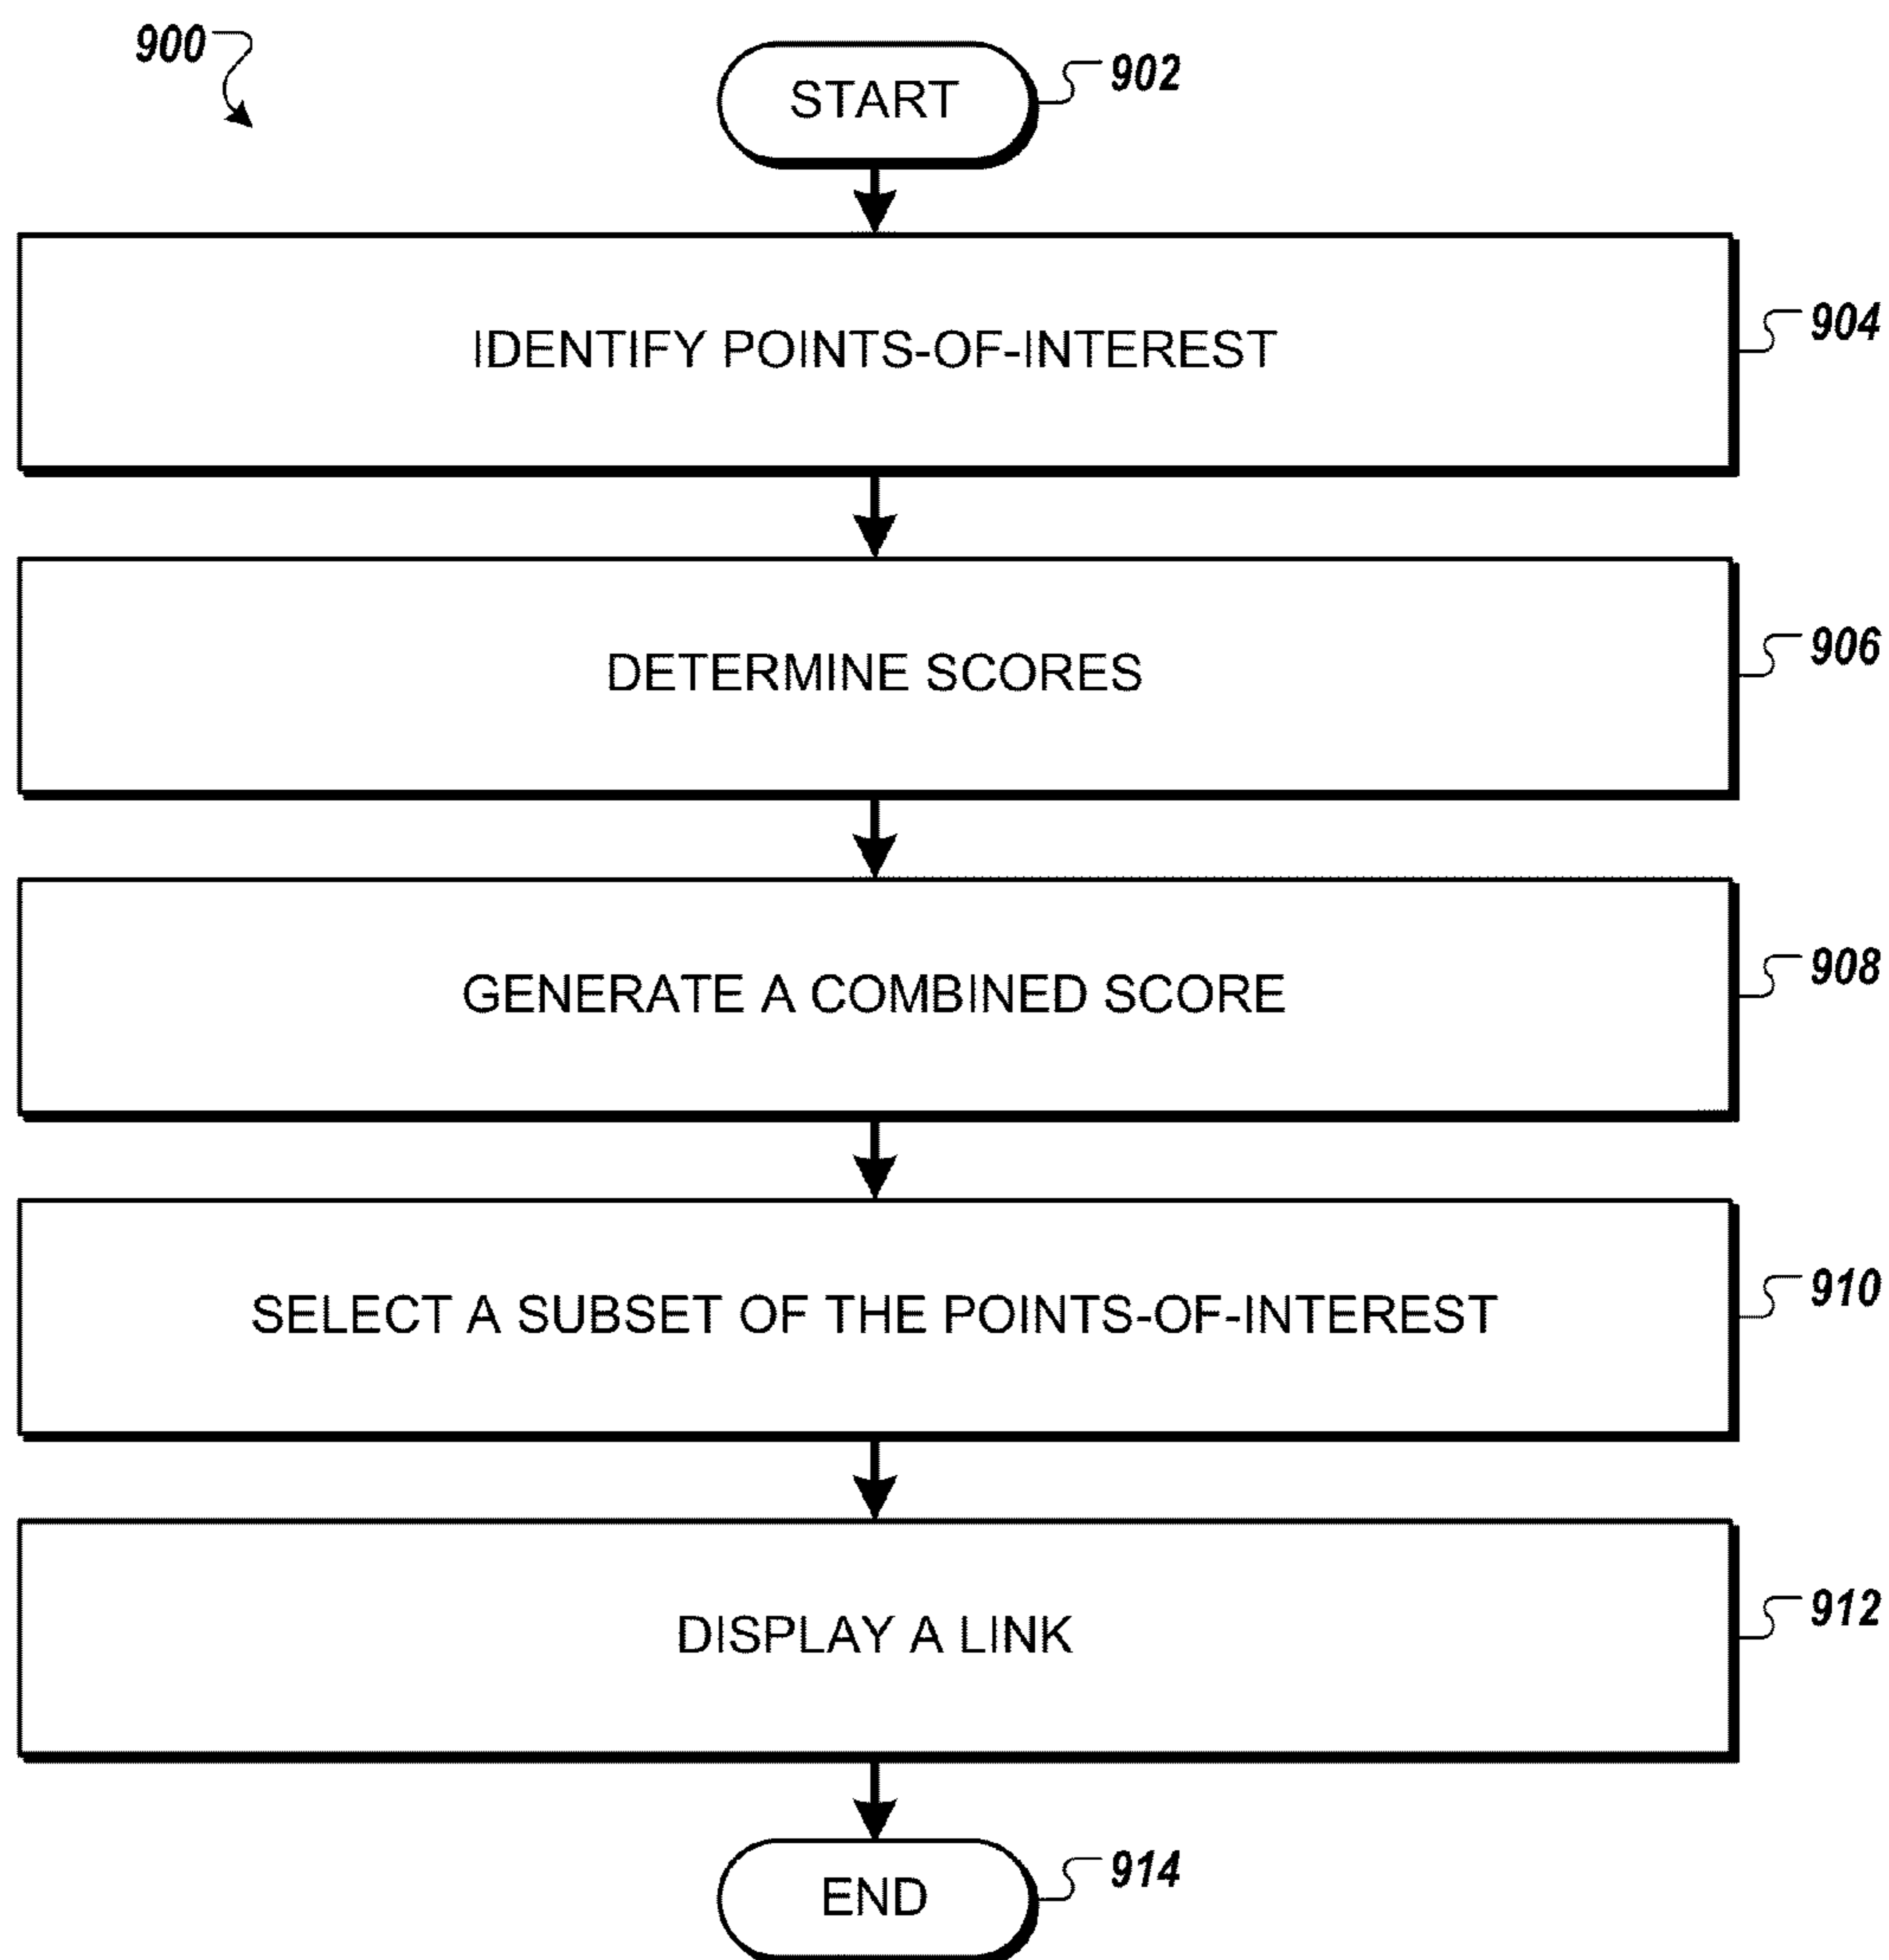 900
START
902
IDENTIFY POINTS-OF-INTEREST
904
DETERMINE SCORES
906
GENERATE A COMBINED SCORE
908
SELECT A SUBSET OF THE POINTS-OF-INTEREST
910
DISPLAY A LINK
912
END
914